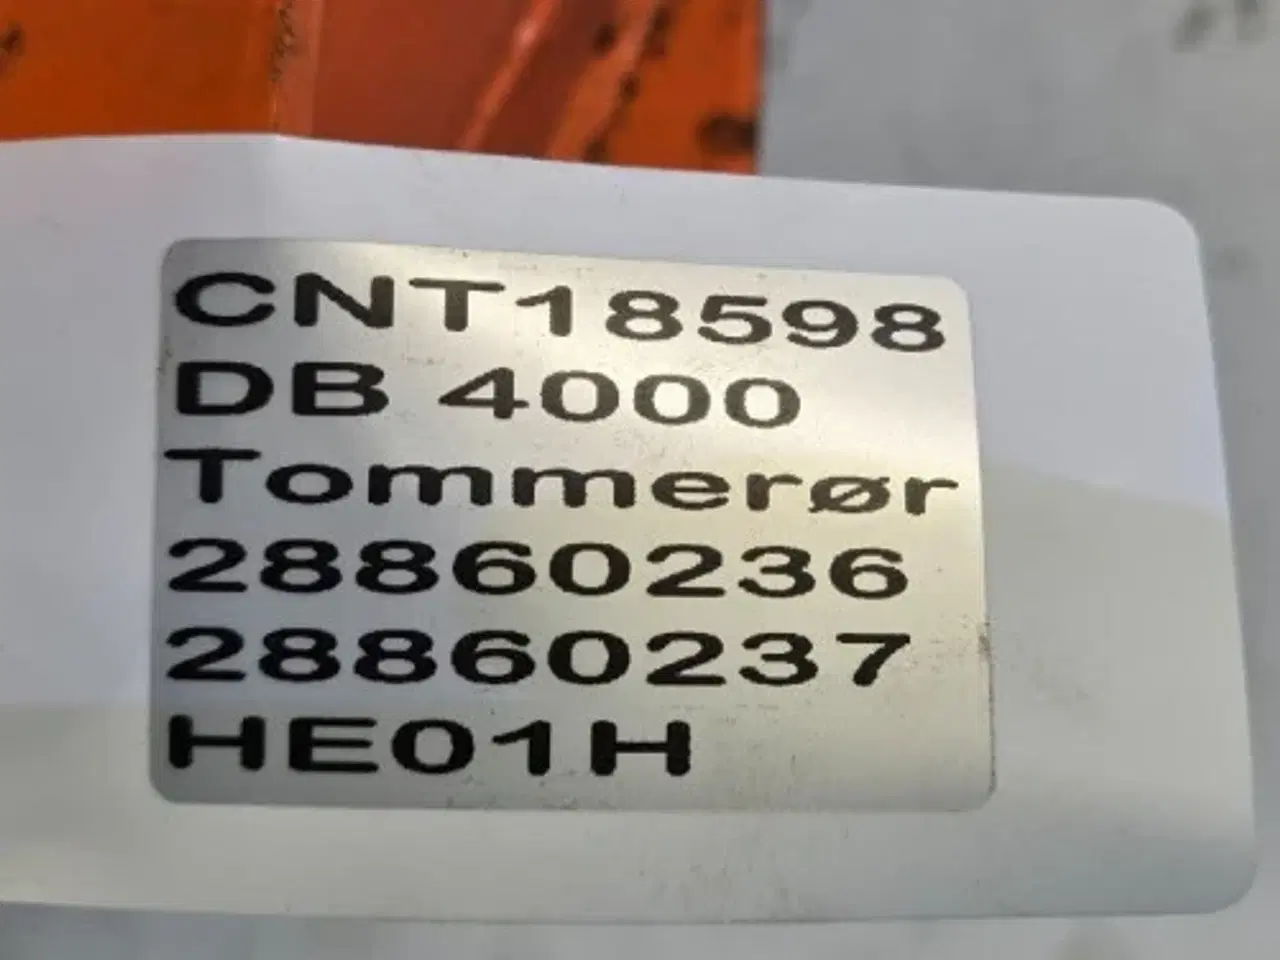 CNT18598
DB 4000
Tommerør
28860236
28860237
HE01H